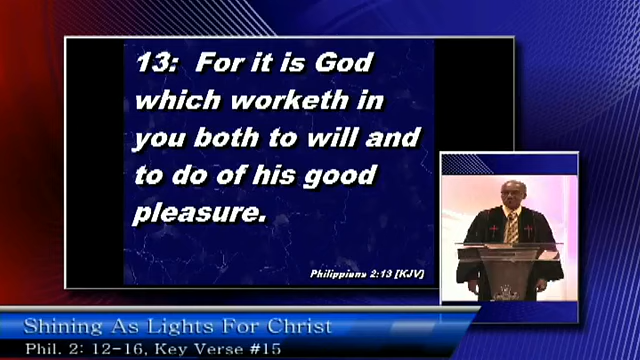 13: For it is God
which worketh in
you both to will and
to do of his good
pleasure.
Philippians 2:13 [KJV]
Shining As Lights For Christ
Phil. 2: 12-16, Key Verse #15